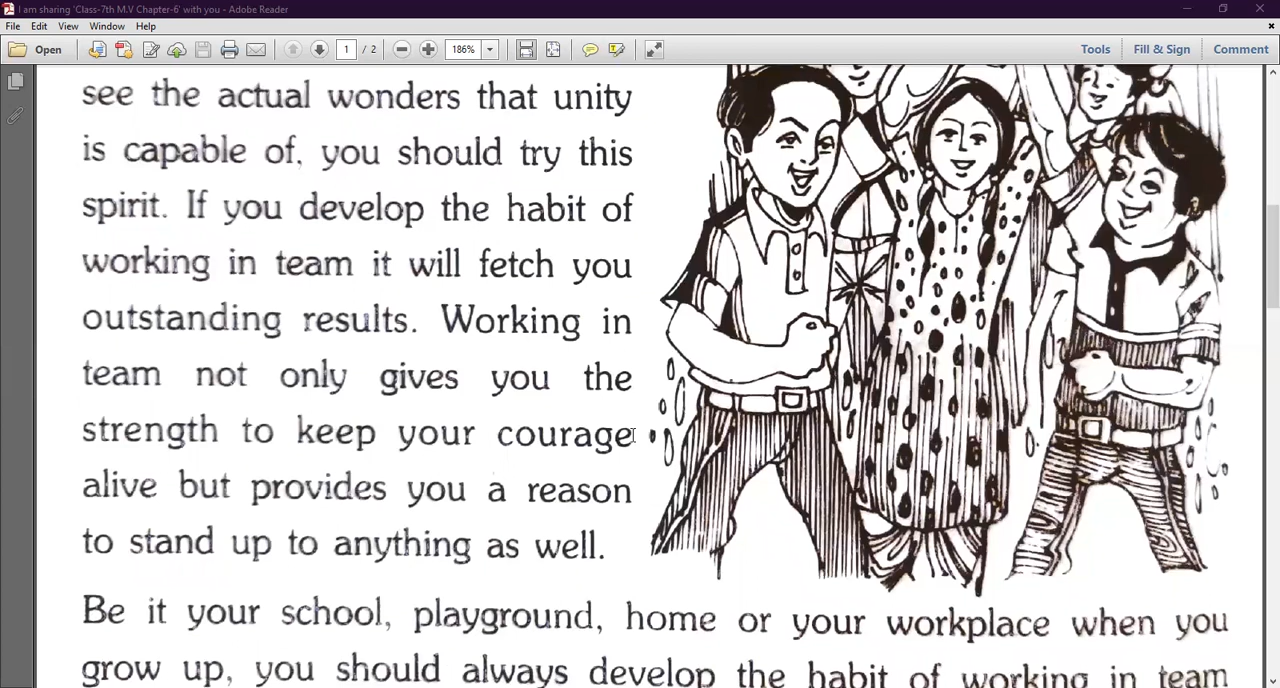 I am sharing 'Class-7th M.V Chapter-6' with you - Adobe Reader
File Edit View Window Help
Open 1 / 2 186% Tools Fill & Sign Comment
see the actual wonders that unity
is capable of, you should try this
spirit. If you develop the habit of
working in team it will fetch you
outstanding results. Working in
team not only gives you the
strength to keep your courage
alive but provides you a reason
to stand up to anything as well.
Be it your school, playground, home or your workplace when you
grow up, you should always develop the habit of working in team